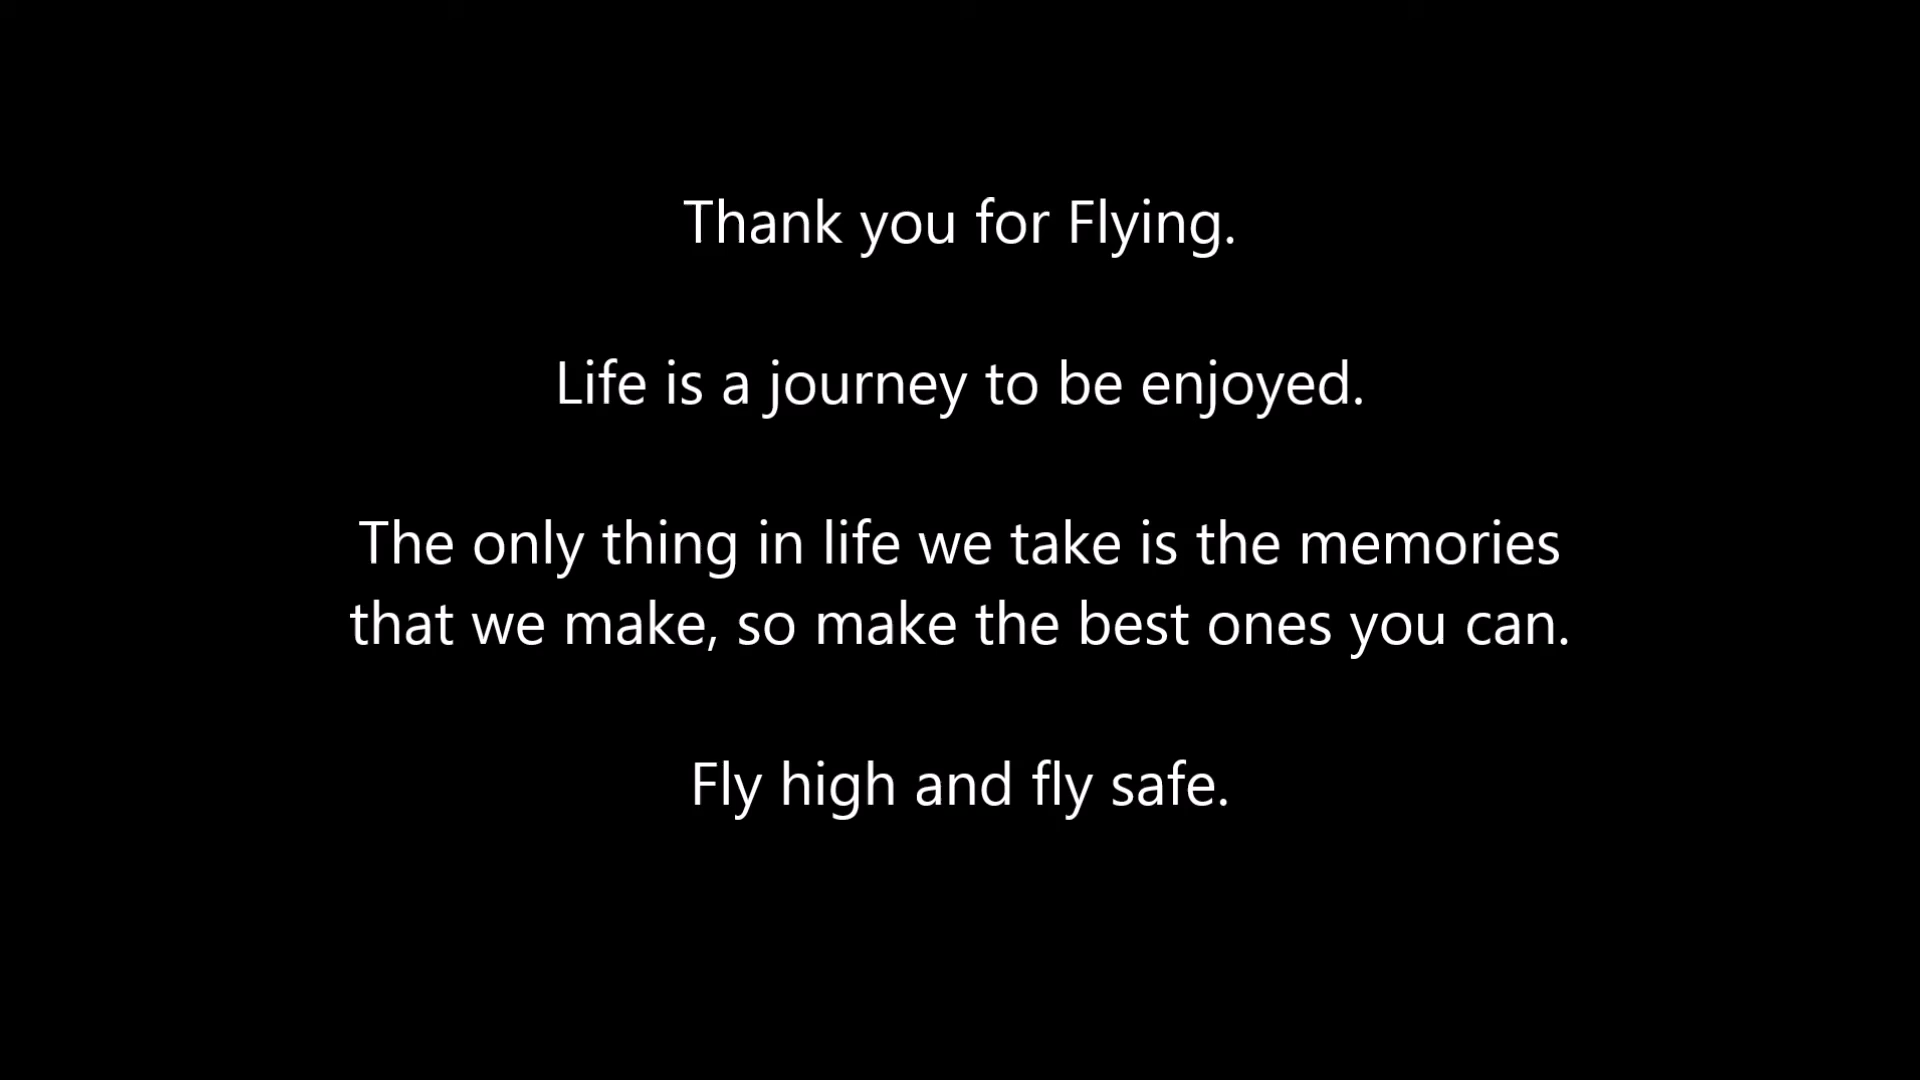 Thank you for Flying.
Life is a journey to be enjoyed.
The only thing in life we take is the memories
that we make, so make the best ones you can.
Fly high and fly safe.